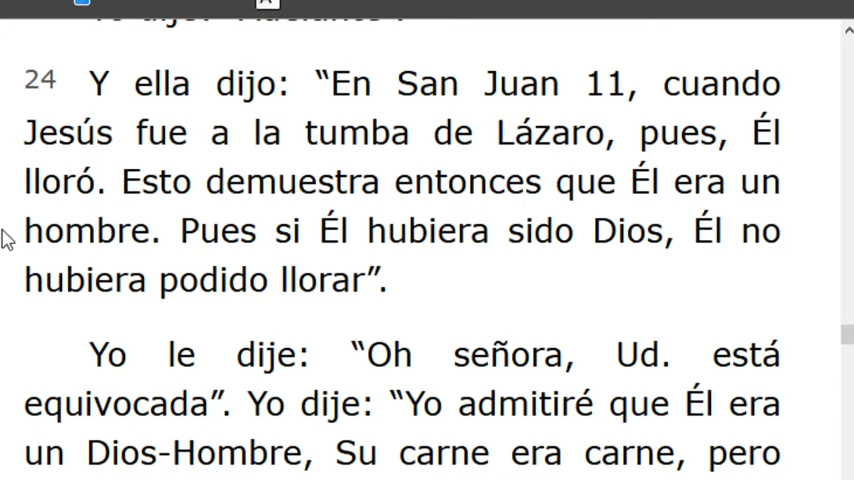 24 Y ella dijo: “En San Juan 11, cuando
Jesús fue a la tumba de Lázaro, pues, Él
lloró. Esto demuestra entonces que Él era un
hombre. Pues si Él hubiera sido Dios, Él no
hubiera podido llorar”.
Yo le dije: “Oh señora, Ud. está
equivocada”. Yo dije: “Yo admitiré que Él era
un Dios-Hombre, Su carne era carne, pero